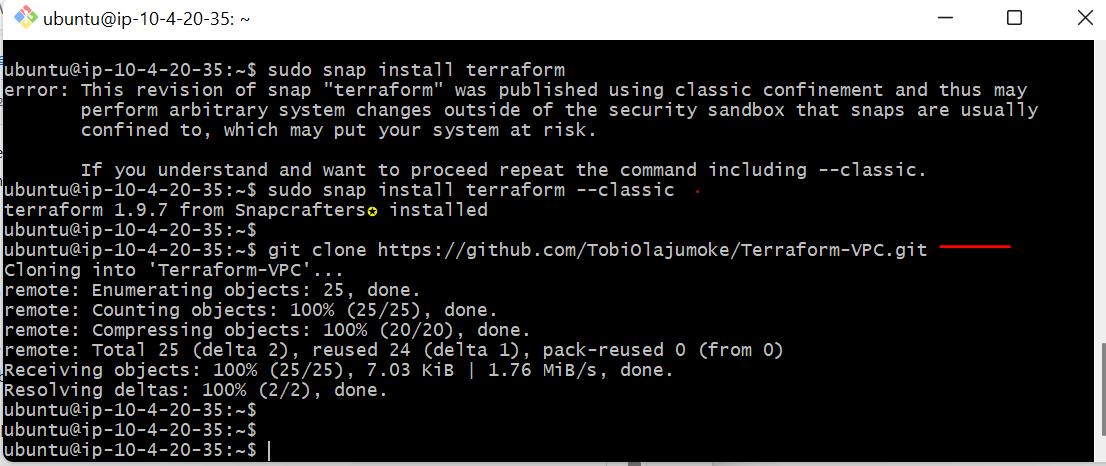 ubuntu@ip-10-4-20-35: ~
ubuntu@ip-10-4-20-35:~$ sudo snap install terraform
error: This revision of snap "terraform" was published using classic confinement and thus may
perform arbitrary system changes outside of the security sandbox that snaps are usually
confined to, which may put your system at risk.
If you understand and want to proceed repeat the command including --classic.
ubuntu@ip-10-4-20-35:~$ sudo snap install terraform --classic
terraform 1.9.7 from Snapcrafters✪ installed
ubuntu@ip-10-4-20-35:~$
ubuntu@ip-10-4-20-35:~$ git clone https://github.com/TobiOlajumoke/Terraform-VPC.git
Cloning into 'Terraform-VPC'...
remote: Enumerating objects: 25, done.
remote: Counting objects: 100% (25/25), done.
remote: Compressing objects: 100% (20/20), done.
remote: Total 25 (delta 2), reused 24 (delta 1), pack-reused 0 (from 0)
Receiving objects: 100% (25/25), 7.03 KiB | 1.76 MiB/s, done.
Resolving deltas: 100% (2/2), done.
ubuntu@ip-10-4-20-35:~$
ubuntu@ip-10-4-20-35:~$
ubuntu@ip-10-4-20-35:~$